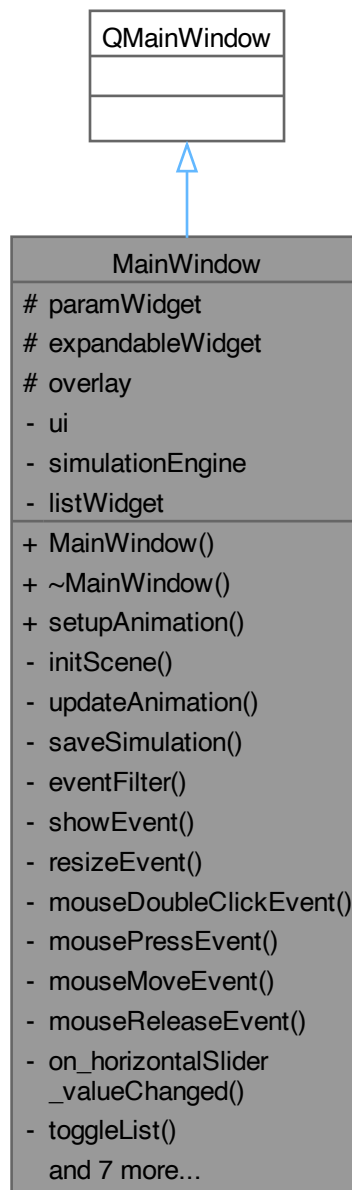 QMainWindow
MainWindow
# paramWidget
# expandableWidget
# overlay
- ui
- simulationEngine
- listWidget
+ MainWindow()
+ ~MainWindow()
+ setupAnimation()
- initScene()
- updateAnimation()
- saveSimulation()
- eventFilter()
- showEvent()
- resizeEvent()
- mouseDoubleClickEvent()
- mousePressEvent()
- mouseMoveEvent()
- mouseReleaseEvent()
- on_horizontalSlider
_valueChanged()
- toggleList()
and 7 more...